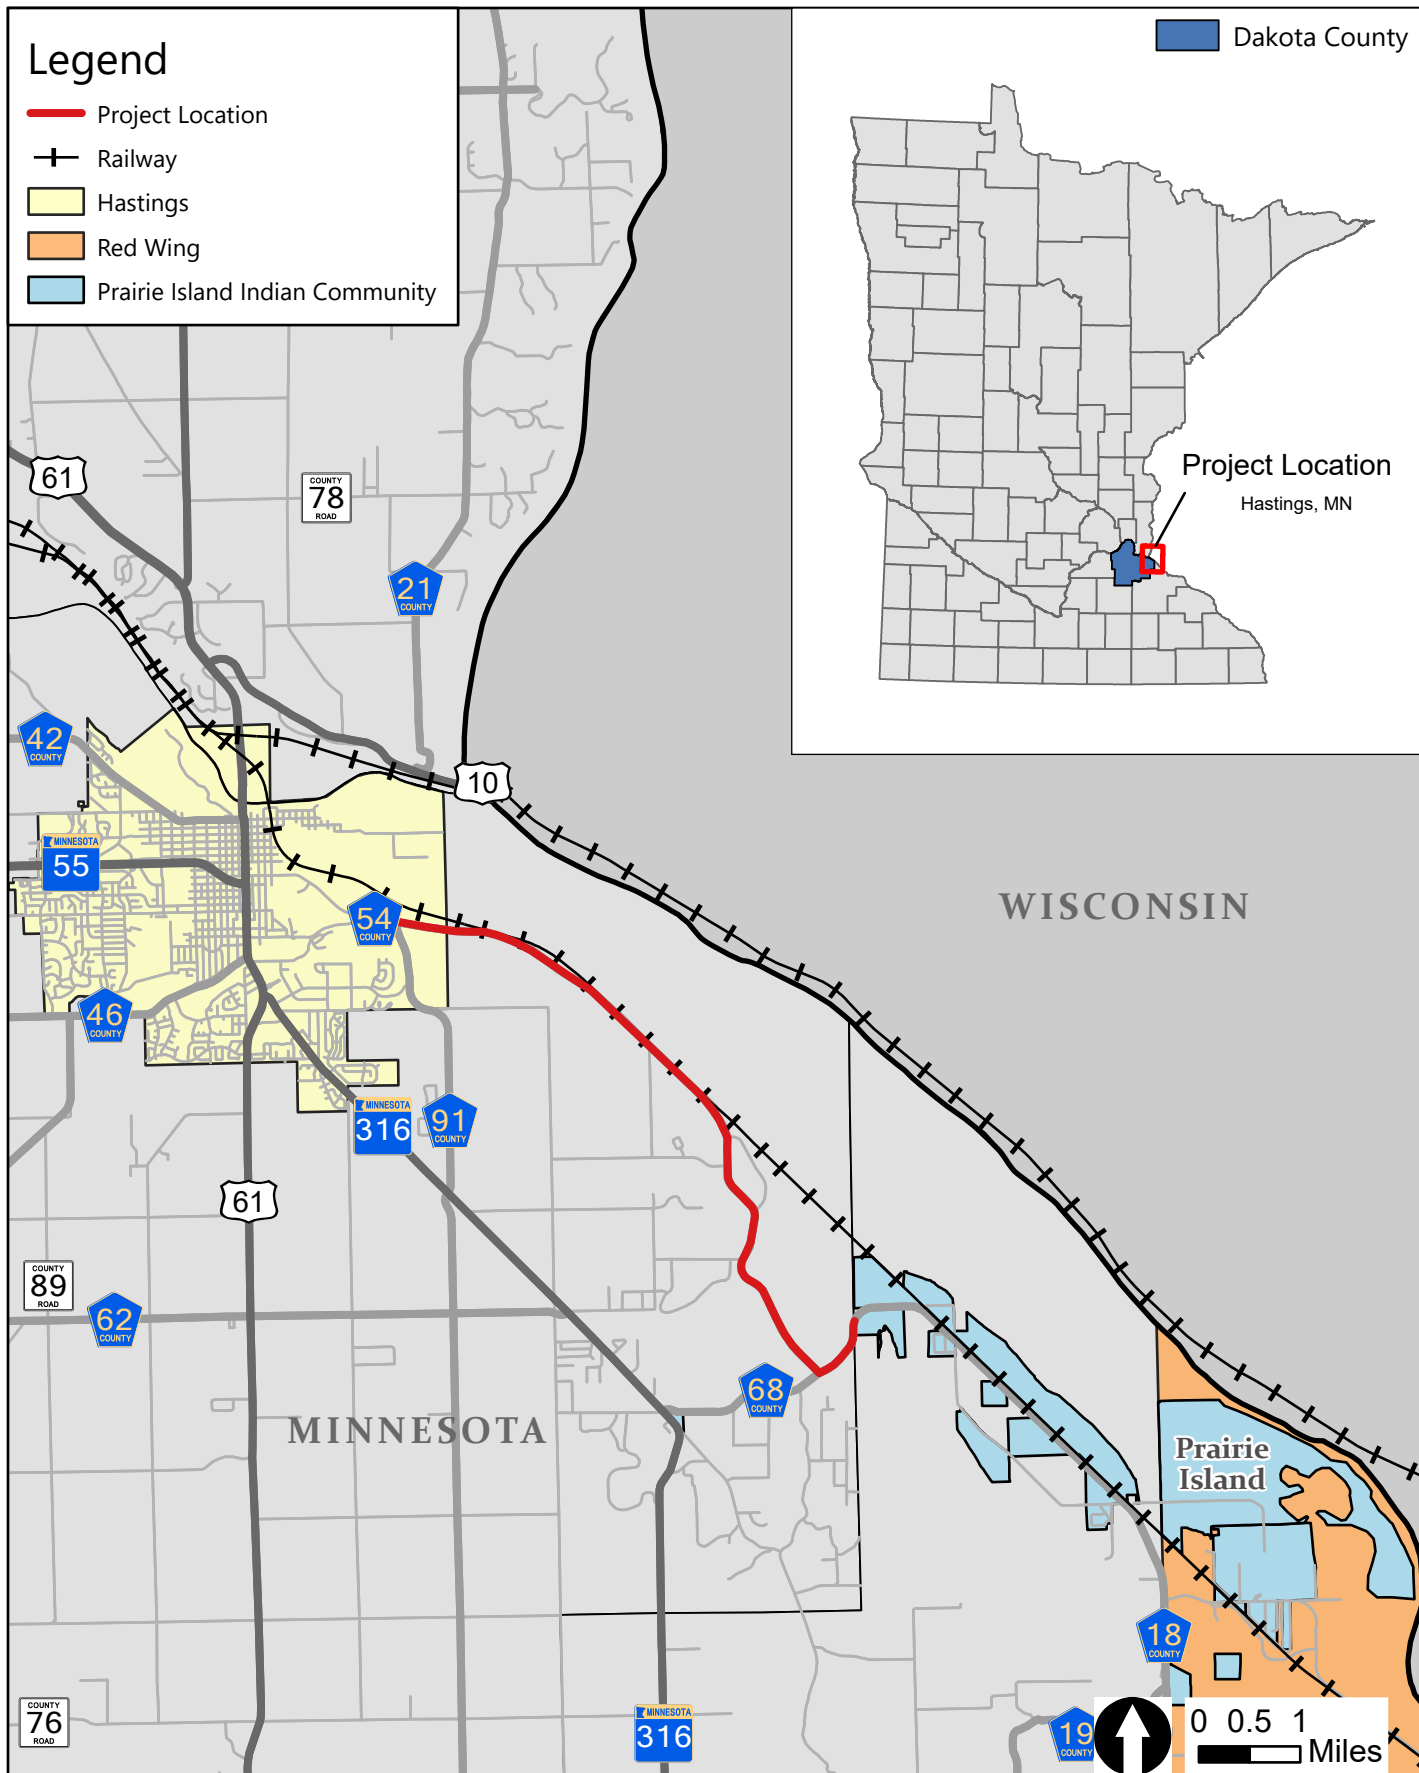 Legend
Project Location
Railway
Hastings
Red Wing
Prairie Island Indian Community
Dakota County
Project Location
Hastings, MN
61
COUNTY
78
ROAD
21
COUNTY
42
COUNTY
10
MINNESOTA
55
54
COUNTY
WISCONSIN
46
COUNTY
MINNESOTA
316
91
COUNTY
61
COUNTY
89
ROAD
62
COUNTY
68
COUNTY
MINNESOTA
Prairie
Island
18
COUNTY
COUNTY
76
ROAD
MINNESOTA
316
19
COUNTY
0 0.5 1
Miles